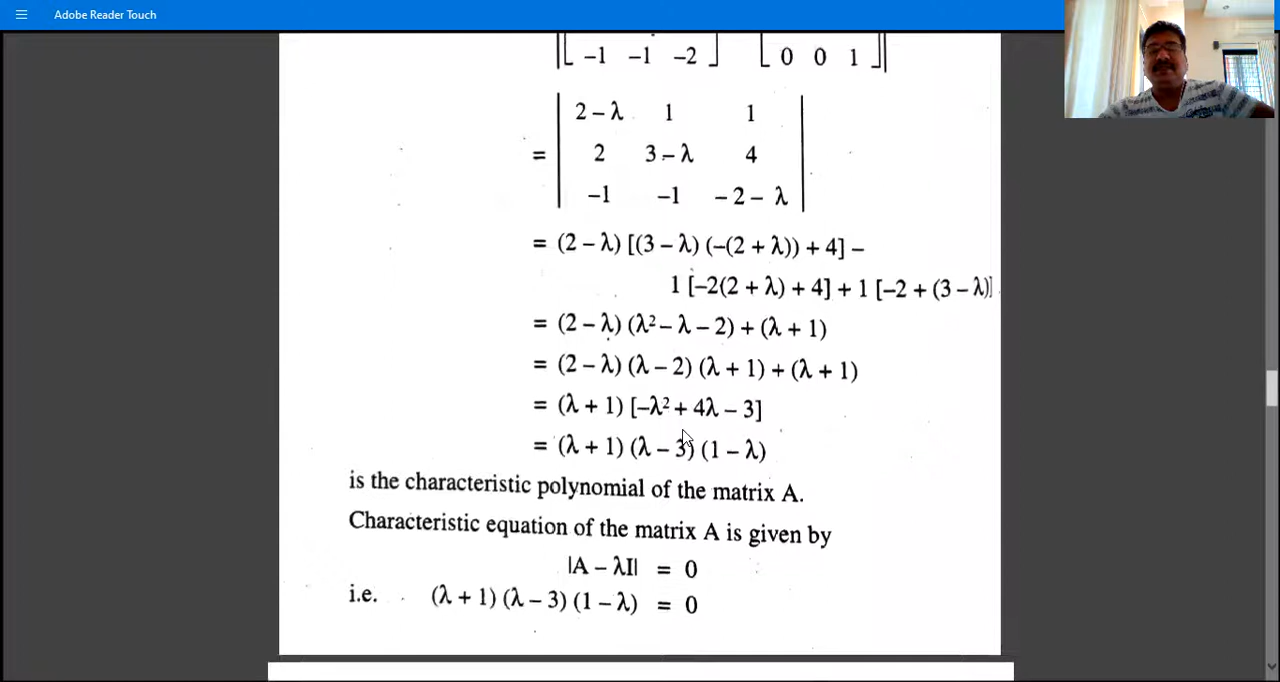 Adobe Reader Touch
|[ −1 −1 −2 ] [ 0 0 1 ]|
2 − λ 1 1
= 2 3 − λ 4
−1 −1 − 2 − λ
= (2 − λ) [(3 − λ) (−(2 + λ)) + 4] −
1 [−2(2 + λ) + 4] + 1 [−2 + (3 − λ)]
= (2 − λ) (λ² − λ − 2) + (λ + 1)
= (2 − λ) (λ − 2) (λ + 1) + (λ + 1)
= (λ + 1) [−λ² + 4λ − 3]
= (λ + 1) (λ − 3) (1 − λ)
is the characteristic polynomial of the matrix A.
Characteristic equation of the matrix A is given by
|A − λI| = 0
i.e. (λ + 1) (λ − 3) (1 − λ) = 0